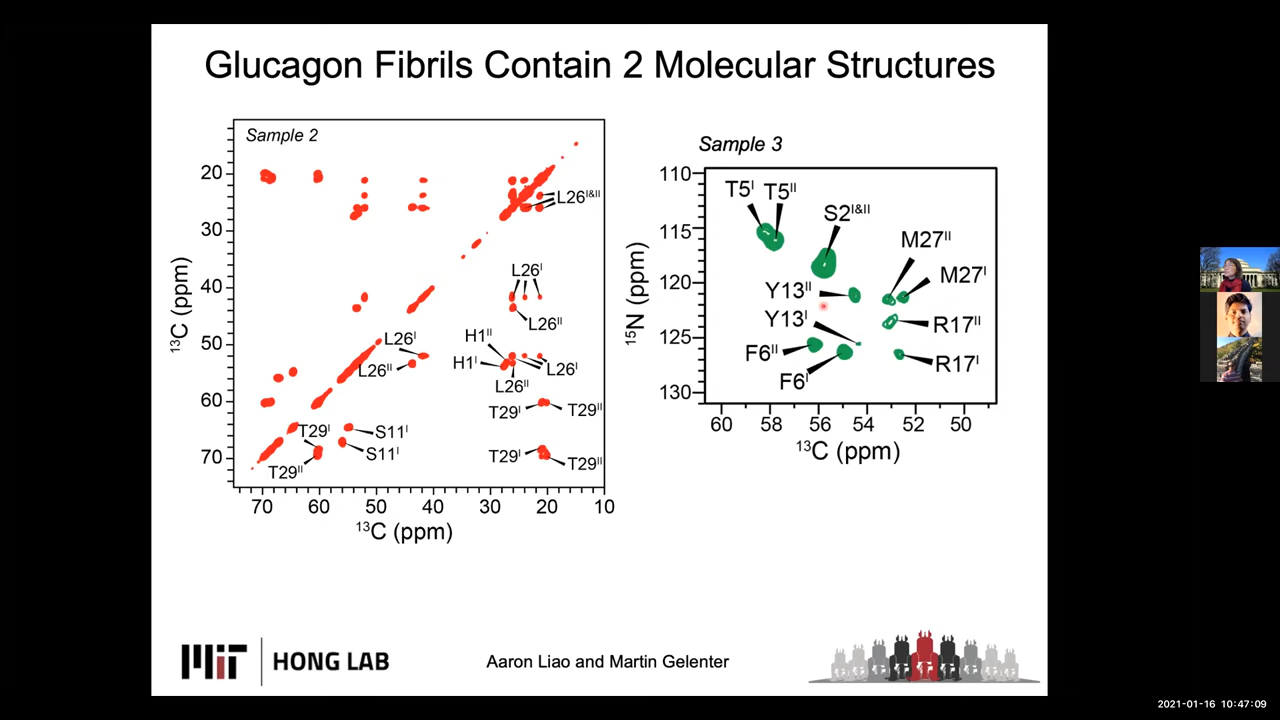 Glucagon Fibrils Contain 2 Molecular Structures
Sample 2
20
30
40
50
60
70
¹³C (ppm)
70 60 50 40 30 20 10
¹³C (ppm)
L26ᴵ&ᴵᴵ
L26ᴵ
L26ᴵᴵ
L26ᴵ
L26ᴵᴵ
H1ᴵᴵ
H1ᴵ
L26ᴵ
L26ᴵᴵ
T29ᴵ T29ᴵᴵ
T29ᴵ
S11ᴵ
S11ᴵ
T29ᴵᴵ
T29ᴵ
T29ᴵᴵ
Sample 3
110
115
120
125
130
¹⁵N (ppm)
60 58 56 54 52 50
¹³C (ppm)
T5ᴵ T5ᴵᴵ
S2ᴵ&ᴵᴵ
M27ᴵᴵ
M27ᴵ
Y13ᴵᴵ
Y13ᴵ
R17ᴵᴵ
F6ᴵᴵ
R17ᴵ
F6ᴵ
MIT HONG LAB
Aaron Liao and Martin Gelenter
2021-01-16 10:47:09